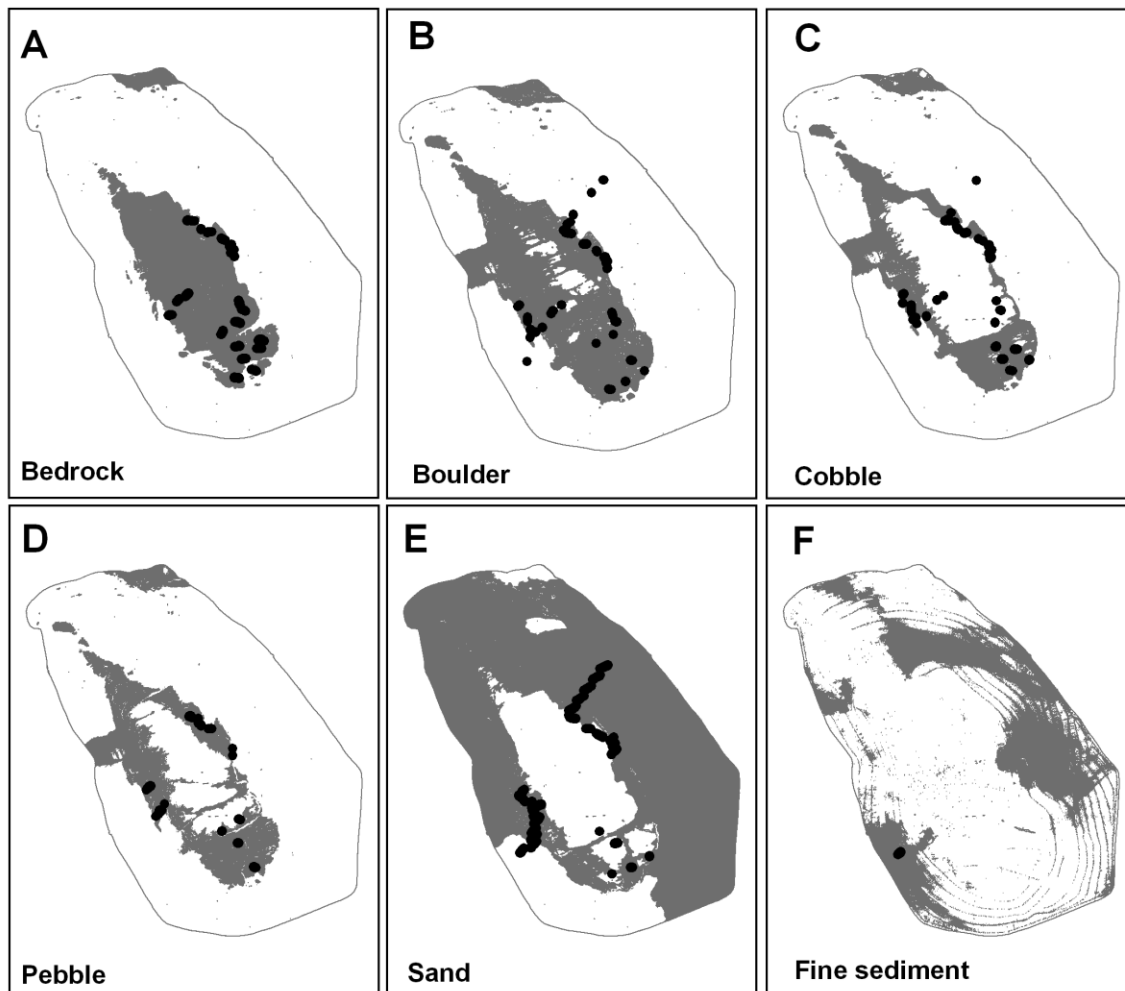 A
B
C
Bedrock
Boulder
Cobble
D
E
F
Pebble
Sand
Fine sediment